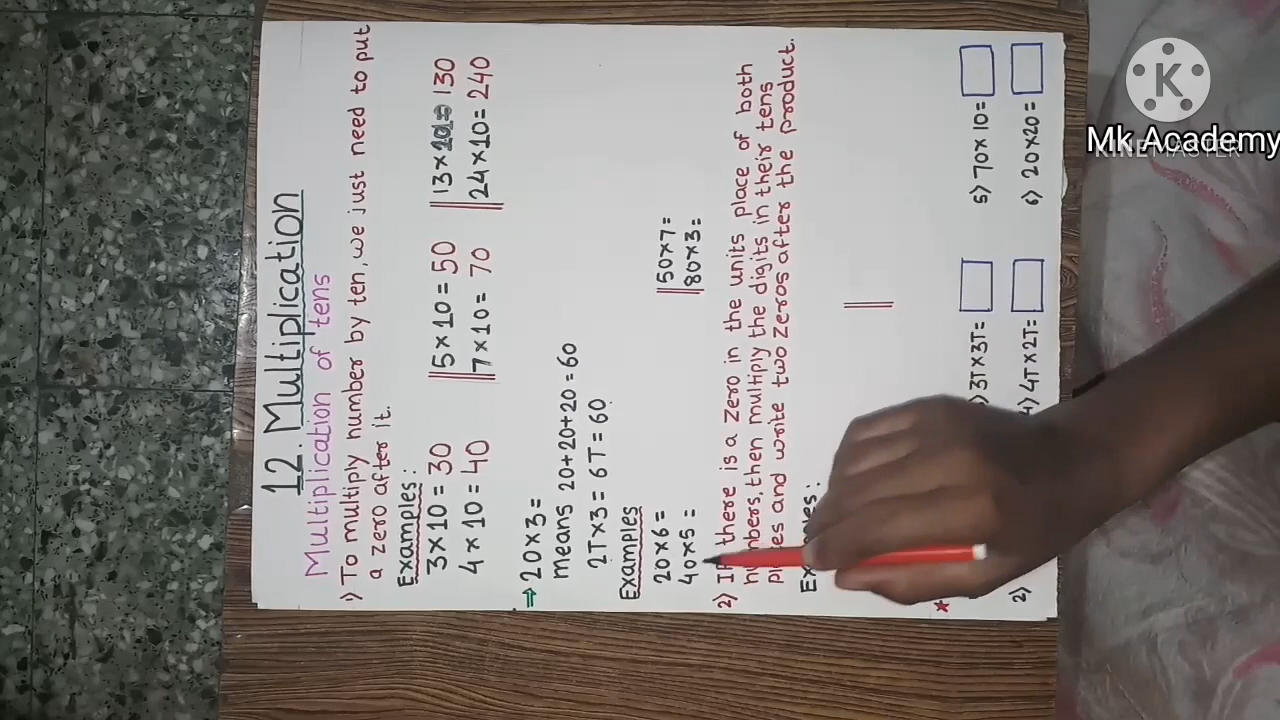 12. Multiplication
Multiplication of tens
1) To multiply number by ten, we just need to put
a zero after it.
Examples:
3 × 10 = 30 5 × 10 = 50 13 × 10 = 130
4 × 10 = 40 7 × 10 = 70 24 × 10 = 240
⇒ 20 × 3 =
means 20+20+20 = 60
2T × 3 = 6T = 60
Examples
20 × 6 = 50 × 7 =
40 × 5 = 80 × 3 =
2) If there is a zero in the units place of both
numbers, then multiply the digits in their tens
places and write two zeros after the product.
Examples:
★
) 3T × 3T = 5) 70 × 10 =
2) 4) 4T × 2T = 6) 20 × 20 =
K
Mk Academy
KINEMASTER